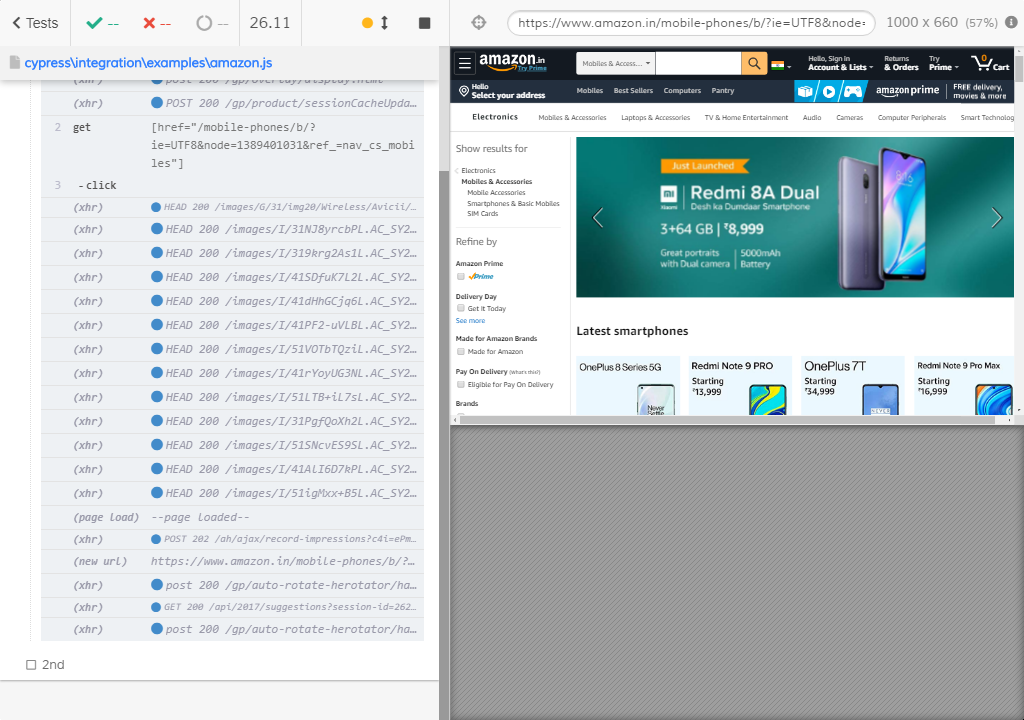 Tests
--
--
--
26.11
https://www.amazon.in/mobile-phones/b/?ie=UTF8&node=
1000 x 660 (57%)
cypress\integration\examples\amazon.js
(xhr) post 200 /gp/overlay/display.html
(xhr) POST 200 /gp/product/sessionCacheUpda…
2 get [href="/mobile-phones/b/?
ie=UTF8&node=1389401031&ref_=nav_cs_mobi
les"]
3 - click
(xhr) HEAD 200 /images/G/31/img20/Wireless/Avicii/…
(xhr) HEAD 200 /images/I/31NJ8yrcbPL.AC_SY2…
(xhr) HEAD 200 /images/I/319krg2As1L.AC_SY2…
(xhr) HEAD 200 /images/I/41SDfuK7L2L.AC_SY2…
(xhr) HEAD 200 /images/I/41dHhGCjq6L.AC_SY2…
(xhr) HEAD 200 /images/I/41PF2-uVLBL.AC_SY2…
(xhr) HEAD 200 /images/I/51VOTbTQziL.AC_SY2…
(xhr) HEAD 200 /images/I/41rYoyUG3NL.AC_SY2…
(xhr) HEAD 200 /images/I/51LTB+iL7sL.AC_SY2…
(xhr) HEAD 200 /images/I/31PgfQoXh2L.AC_SY2…
(xhr) HEAD 200 /images/I/51SNcvES9SL.AC_SY2…
(xhr) HEAD 200 /images/I/41AlI6D7kPL.AC_SY2…
(xhr) HEAD 200 /images/I/51igMxx+B5L.AC_SY2…
(page load) --page loaded--
(xhr) POST 202 /ah/ajax/record-impressions?c4i=ePm…
(new url) https://www.amazon.in/mobile-phones/b/?…
(xhr) post 200 /gp/auto-rotate-herotator/ha…
(xhr) GET 200 /api/2017/suggestions?session-id=262…
(xhr) post 200 /gp/auto-rotate-herotator/ha…
2nd
amazon.in
Try Prime
Mobiles & Access...
Hello, Sign in
Account & Lists
Returns
& Orders
Try
Prime
0
Cart
Hello
Select your address
Mobiles Best Sellers Computers Pantry
amazon prime
FREE delivery,
movies & more
Electronics Mobiles & Accessories Laptops & Accessories TV & Home Entertainment Audio Cameras Computer Peripherals Smart Technolog
Show results for
Electronics
Mobiles & Accessories
Mobile Accessories
Smartphones & Basic Mobiles
SIM Cards
Refine by
Amazon Prime
Prime
Delivery Day
Get It Today
See more
Made for Amazon Brands
Made for Amazon
Pay On Delivery (What's this?)
Eligible for Pay On Delivery
Brands
Just Launched
Redmi 8A Dual
Desh ka Dumdaar Smartphone
3+64 GB | ₹8,999
Great portraits
with Dual camera
5000mAh
Battery
Latest smartphones
OnePlus 8 Series 5G
Never
Redmi Note 9 PRO
Starting
₹13,999
OnePlus 7T
Starting
₹34,999
Redmi Note 9 Pro Max
Starting
₹16,999